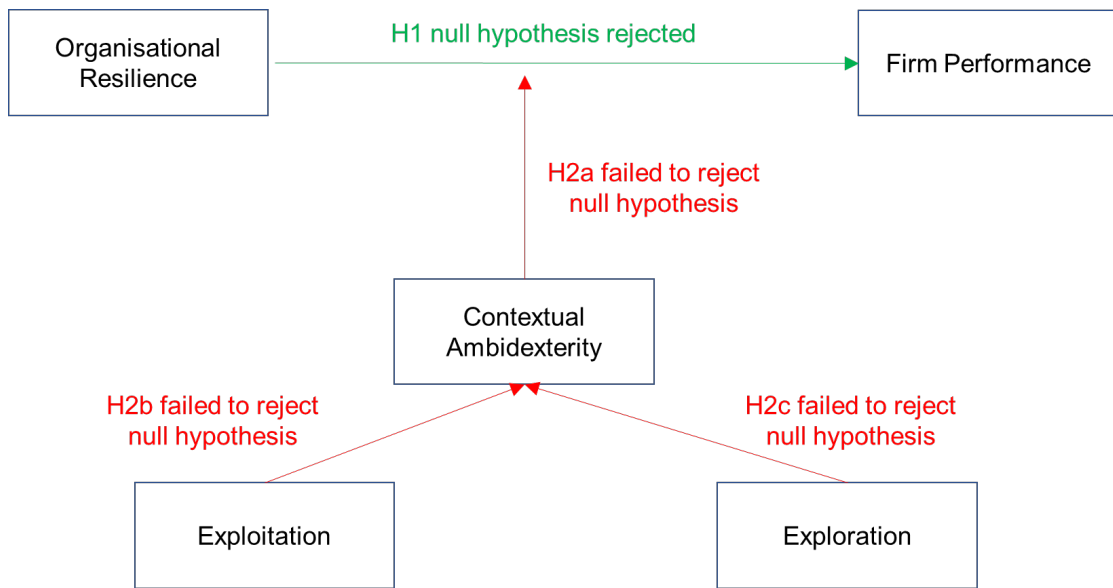 Organisational
Resilience
H1 null hypothesis rejected
Firm Performance
H2a failed to reject
null hypothesis
Contextual
Ambidexterity
H2b failed to reject
null hypothesis
H2c failed to reject
null hypothesis
Exploitation
Exploration